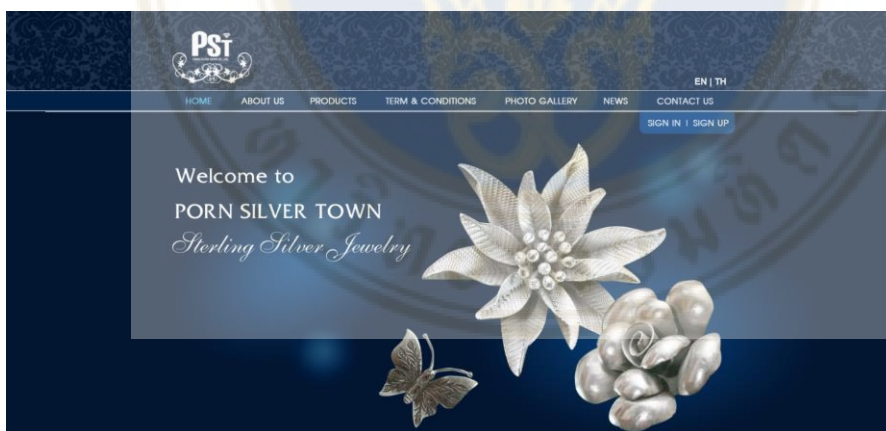 PST
EN | TH
HOME ABOUT US PRODUCTS TERM & CONDITIONS PHOTO GALLERY NEWS CONTACT US
SIGN IN | SIGN UP
Welcome to
PORN SILVER TOWN
Sterling Silver Jewelry